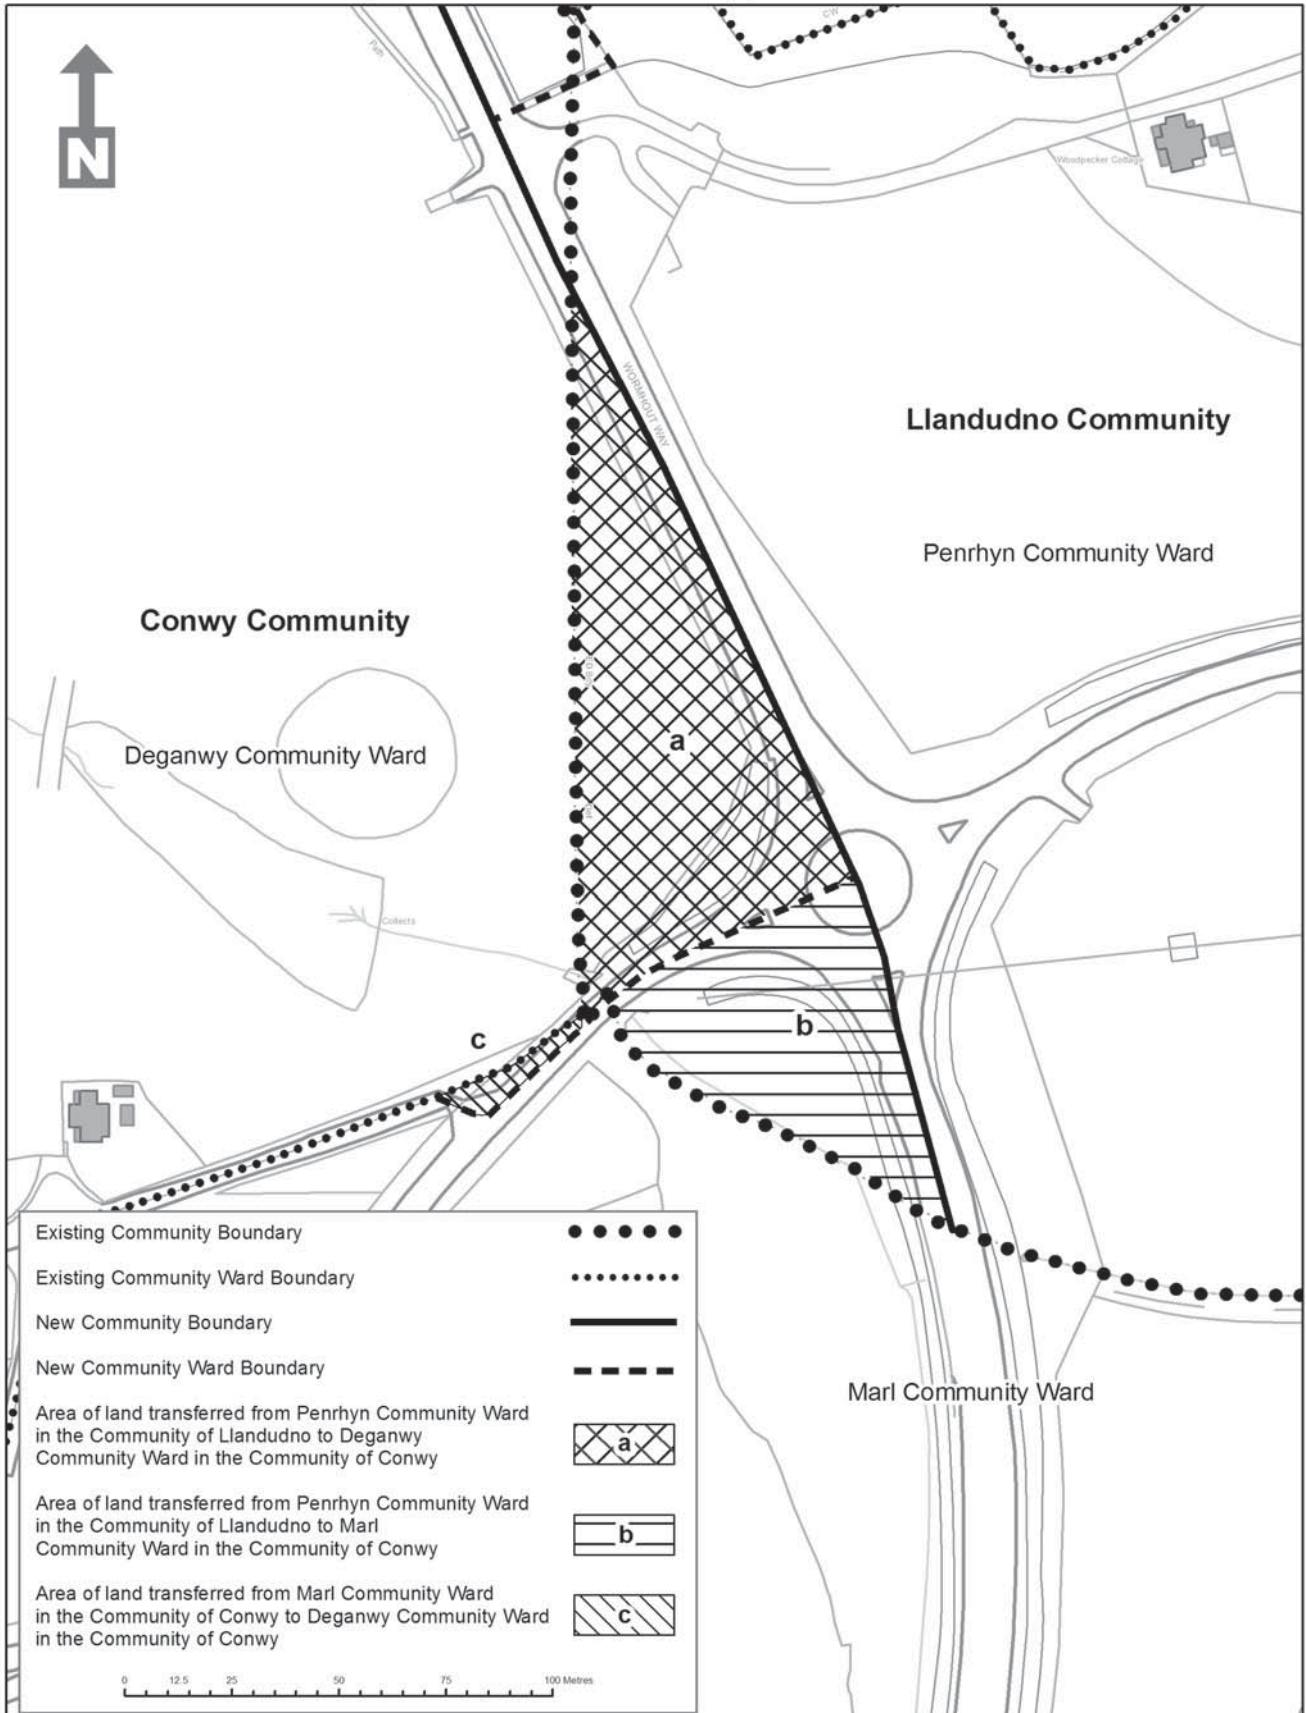 CW
Path
N
Woodpecker Cottage
WORMHOUT WAY
Llandudno Community
Penrhyn Community Ward
Conwy Community
ED Bdy
a
Deganwy Community Ward
Collects
c
b
Marl Community Ward
Existing Community Boundary
Existing Community Ward Boundary
New Community Boundary
New Community Ward Boundary
Area of land transferred from Penrhyn Community Ward
in the Community of Llandudno to Deganwy
Community Ward in the Community of Conwy
a
Area of land transferred from Penrhyn Community Ward
in the Community of Llandudno to Marl
Community Ward in the Community of Conwy
b
Area of land transferred from Marl Community Ward
in the Community of Conwy to Deganwy Community Ward
in the Community of Conwy
c
0 12.5 25 50 75 100 Metres